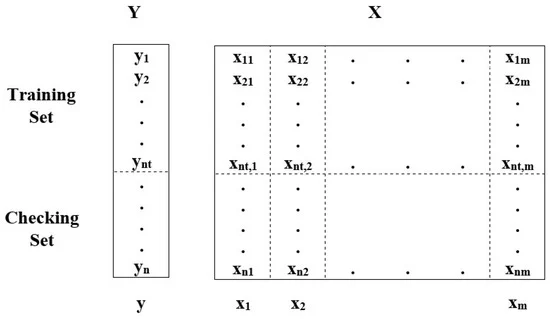 Y X
y1 x11 x12 . . . x1m
y2 x21 x22 . . . x2m
Training
Set
. . . .
. . . .
. . . .
ynt xnt,1 xnt,2 . . . xnt,m
Checking
Set
. . . .
. . . .
. . . .
. . . .
yn xn1 xn2 . . . xnm
y x1 x2 xm